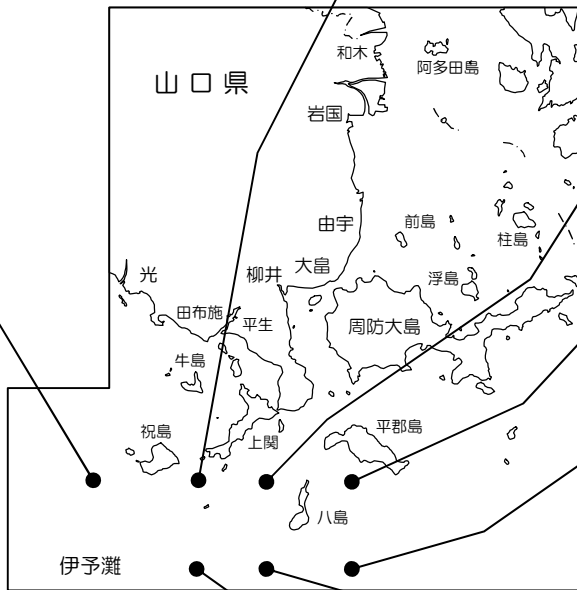 和木
阿多田島
山口県
岩国
由宇
前島
柱島
大畠
光
柳井
浮島
田布施
平生
周防大島
牛島
祝島
上関
平郡島
八島
伊予灘